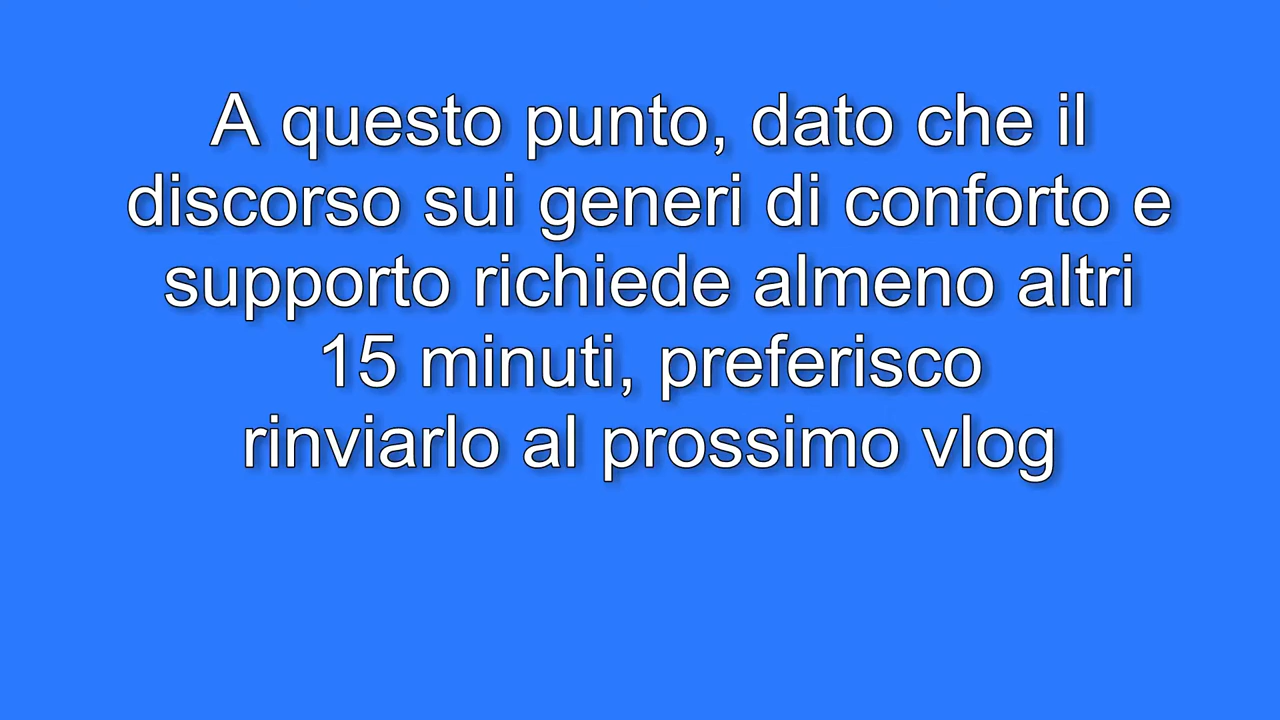 A questo punto, dato che il
discorso sui generi di conforto e
supporto richiede almeno altri
15 minuti, preferisco
rinviarlo al prossimo vlog